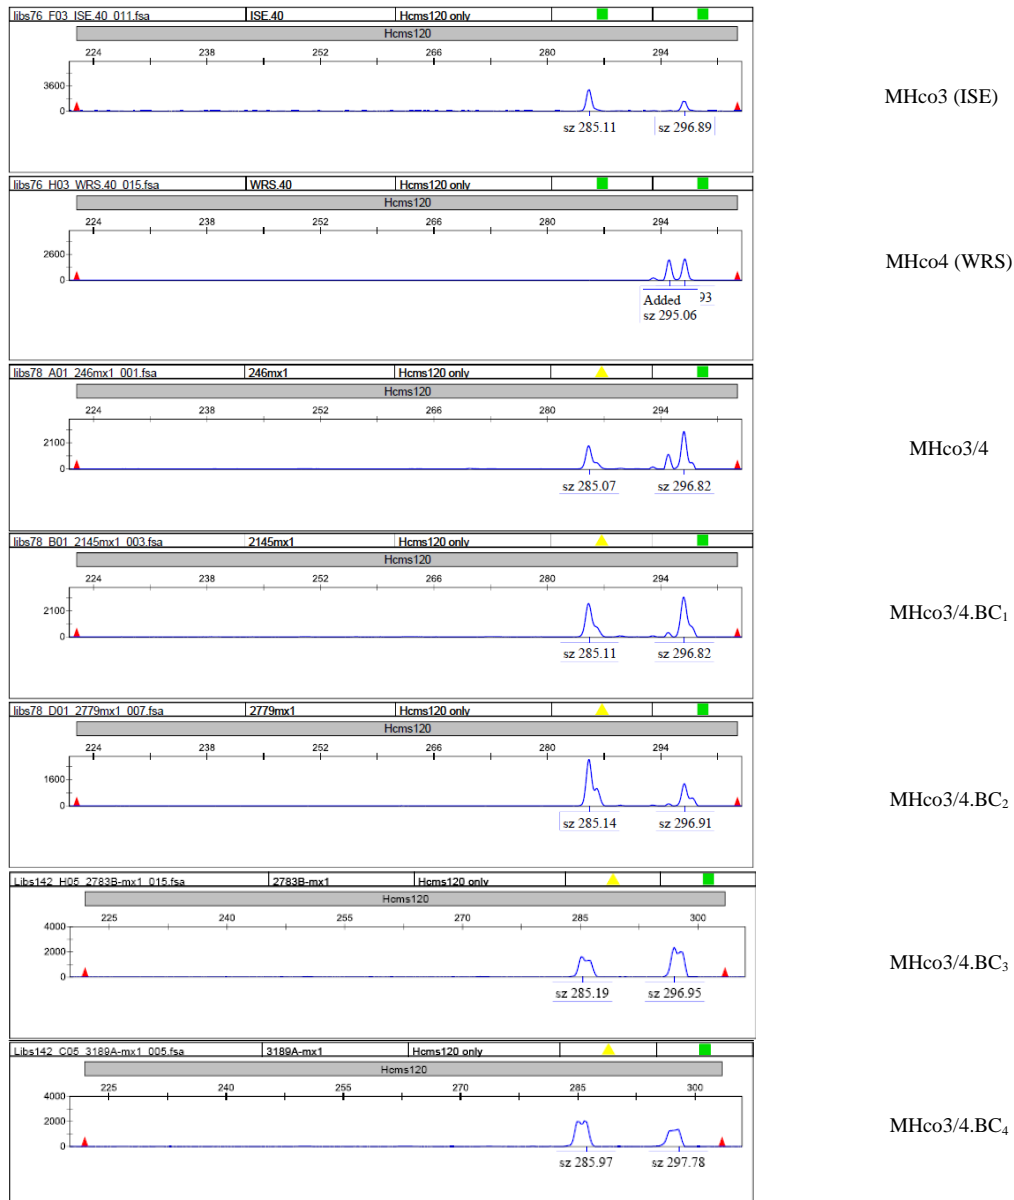 libs76_F03_ISE.40_011.fsa ISE.40 Hcms120 only
Hcms120
224 238 252 266 280 294
3600
0
sz 285.11 sz 296.89
MHco3 (ISE)
libs76_H03_WRS.40_015.fsa WRS.40 Hcms120 only
Hcms120
224 238 252 266 280 294
2600
0
Added 93
sz 295.06
MHco4 (WRS)
libs78_A01_246mx1_001.fsa 246mx1 Hcms120 only
Hcms120
224 238 252 266 280 294
2100
0
sz 285.07 sz 296.82
MHco3/4
libs78_B01_2145mx1_003.fsa 2145mx1 Hcms120 only
Hcms120
224 238 252 266 280 294
2100
0
sz 285.11 sz 296.82
MHco3/4.BC₁
libs78_D01_2779mx1_007.fsa 2779mx1 Hcms120 only
Hcms120
224 238 252 266 280 294
1600
0
sz 285.14 sz 296.91
MHco3/4.BC₂
Libs142_H05_2783B-mx1_015.fsa 2783B-mx1 Hcms120 only
Hcms120
225 240 255 270 285 300
4000
2000
0
sz 285.19 sz 296.95
MHco3/4.BC₃
Libs142_C05_3189A-mx1_005.fsa 3189A-mx1 Hcms120 only
Hcms120
225 240 255 270 285 300
4000
2000
0
sz 285.97 sz 297.78
MHco3/4.BC₄